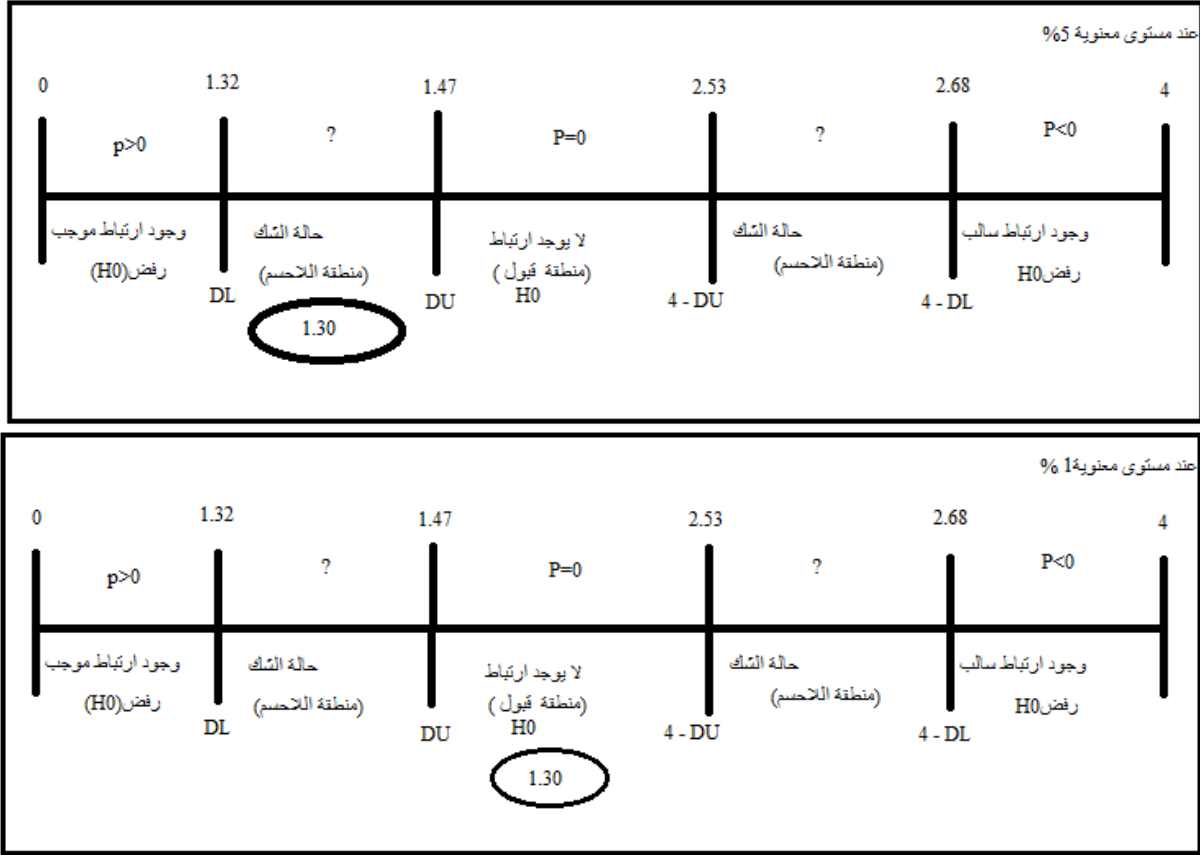 عند مستوى معنوية 5%
0 1.32 1.47 2.53 2.68 4
p>0 ? P=0 ? P<0
وجود ارتباط موجب
رفض(H0)
حالة الشك
(منطقة اللاحسم)
لا يوجد ارتباط
(منطقة قبول )
H0
حالة الشك
(منطقة اللاحسم)
وجود ارتباط سالب
رفضH0
DL DU 4 - DU 4 - DL
1.30
عند مستوى معنوية1 %
0 1.32 1.47 2.53 2.68 4
p>0 ? P=0 ? P<0
وجود ارتباط موجب
رفض(H0)
حالة الشك
(منطقة اللاحسم)
لا يوجد ارتباط
(منطقة قبول )
H0
حالة الشك
(منطقة اللاحسم)
وجود ارتباط سالب
رفضH0
DL DU 4 - DU 4 - DL
1.30